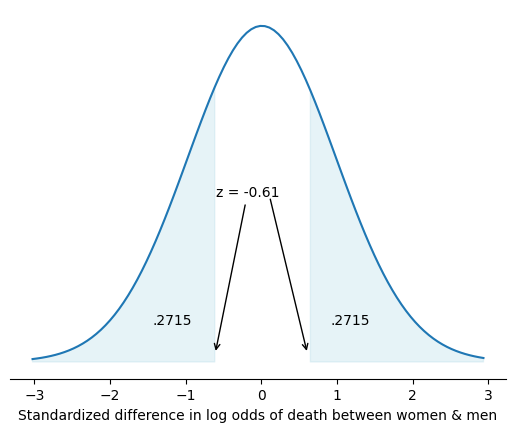 z = -0.61
.2715 .2715
−3 −2 −1 0 1 2 3
Standardized difference in log odds of death between women & men